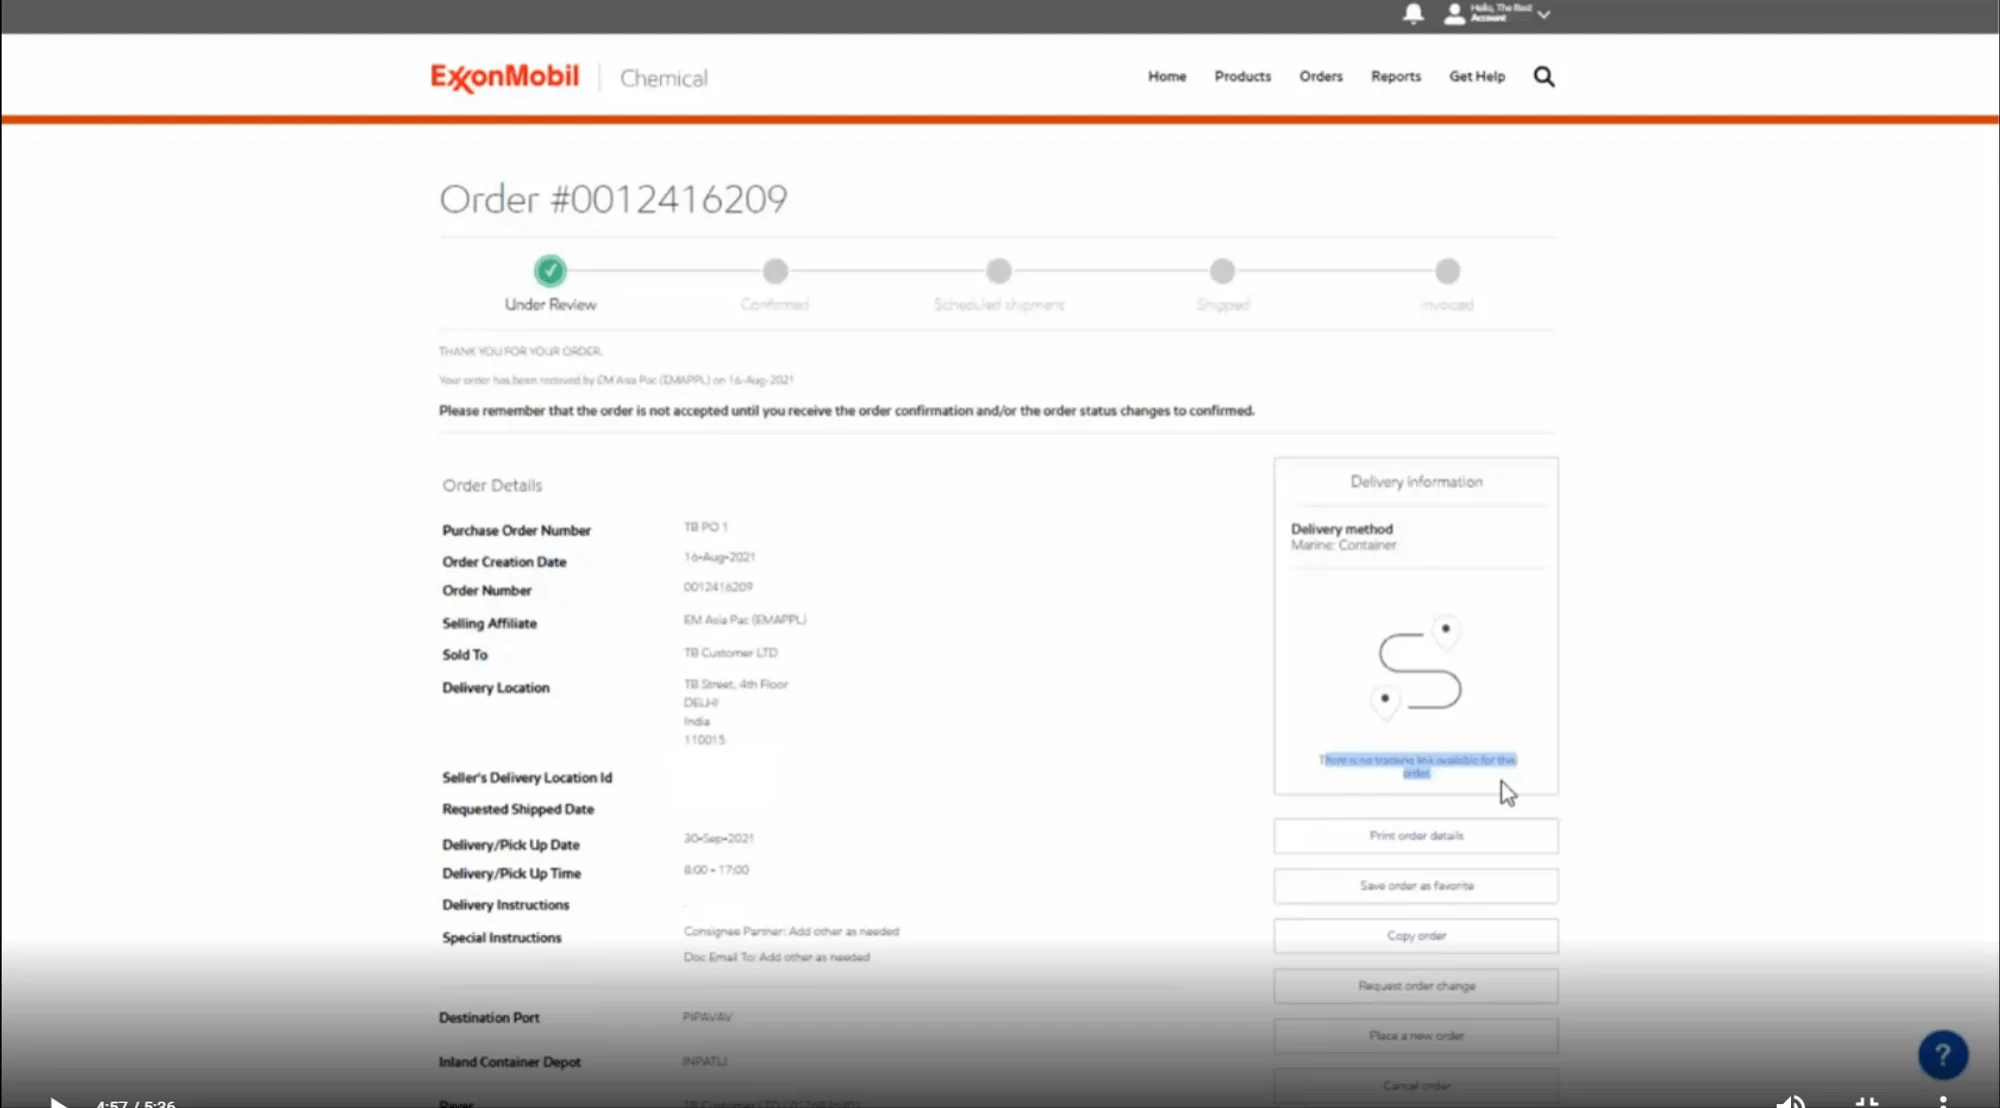 Hello, The Best
Account
ExxonMobil
Chemical
Home
Products
Orders
Reports
Get Help
Order #0012416209
Under Review
Confirmed
Scheduled shipment
Shipped
Invoiced
THANK YOU FOR YOUR ORDER.
Your order has been received by EM Asia Pac (EMAPPL) on 16-Aug-2021
Please remember that the order is not accepted until you receive the order confirmation and/or the order status changes to confirmed.
Order Details
Purchase Order Number TB PO 1
Order Creation Date 16-Aug-2021
Order Number 0012416209
Selling Affiliate EM Asia Pac (EMAPPL)
Sold To TB Customer LTD
Delivery Location TB Street, 4th Floor
DELHI
India
110015
Seller's Delivery Location Id
Requested Shipped Date
Delivery/Pick Up Date 30-Sep-2021
Delivery/Pick Up Time 8:00 - 17:00
Delivery Instructions .
Special Instructions Consignee Partner: Add other as needed
Doc Email To: Add other as needed
Destination Port PIPAVAV
Inland Container Depot INPATLI
Payer TB Customer LTD
Delivery information
Delivery method
Marine: Container
There is no tracking link available for this
order
Print order details
Save order as favorite
Copy order
Request order change
Place a new order
Cancel order
?
4:57 / 5:36